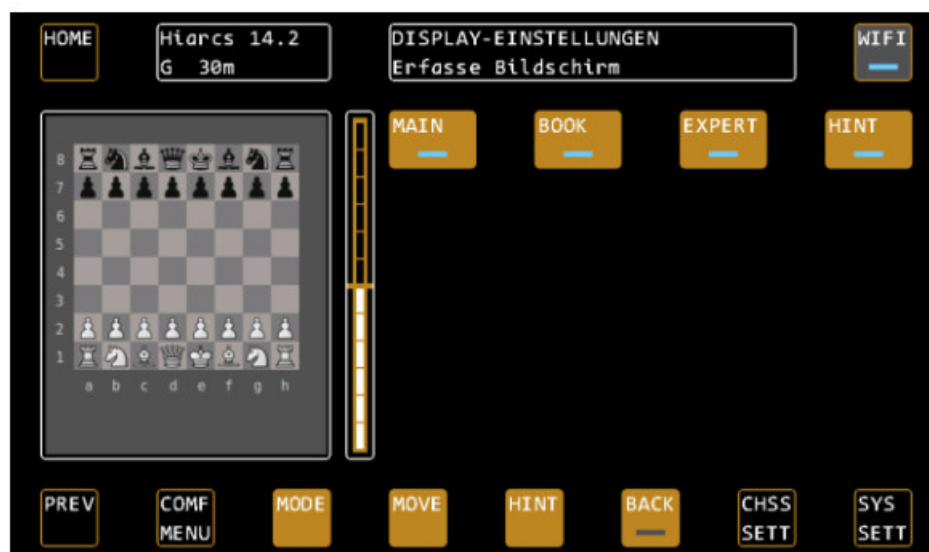 HOME
Hiarcs 14.2
G 30m
DISPLAY-EINSTELLUNGEN
Erfasse Bildschirm
WIFI
MAIN
BOOK
EXPERT
HINT
8
7
6
5
4
3
2
1
a b c d e f g h
PREV
COMF
MENU
MODE
MOVE
HINT
BACK
CHSS
SETT
SYS
SETT